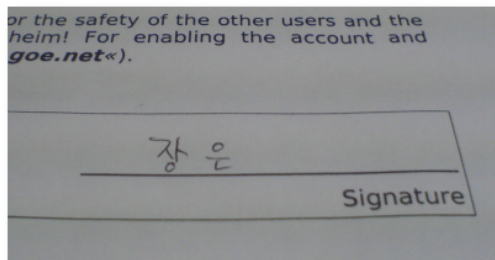 or the safety of the other users and the
heim! For enabling the account and
goe.net«).
장 은
Signature